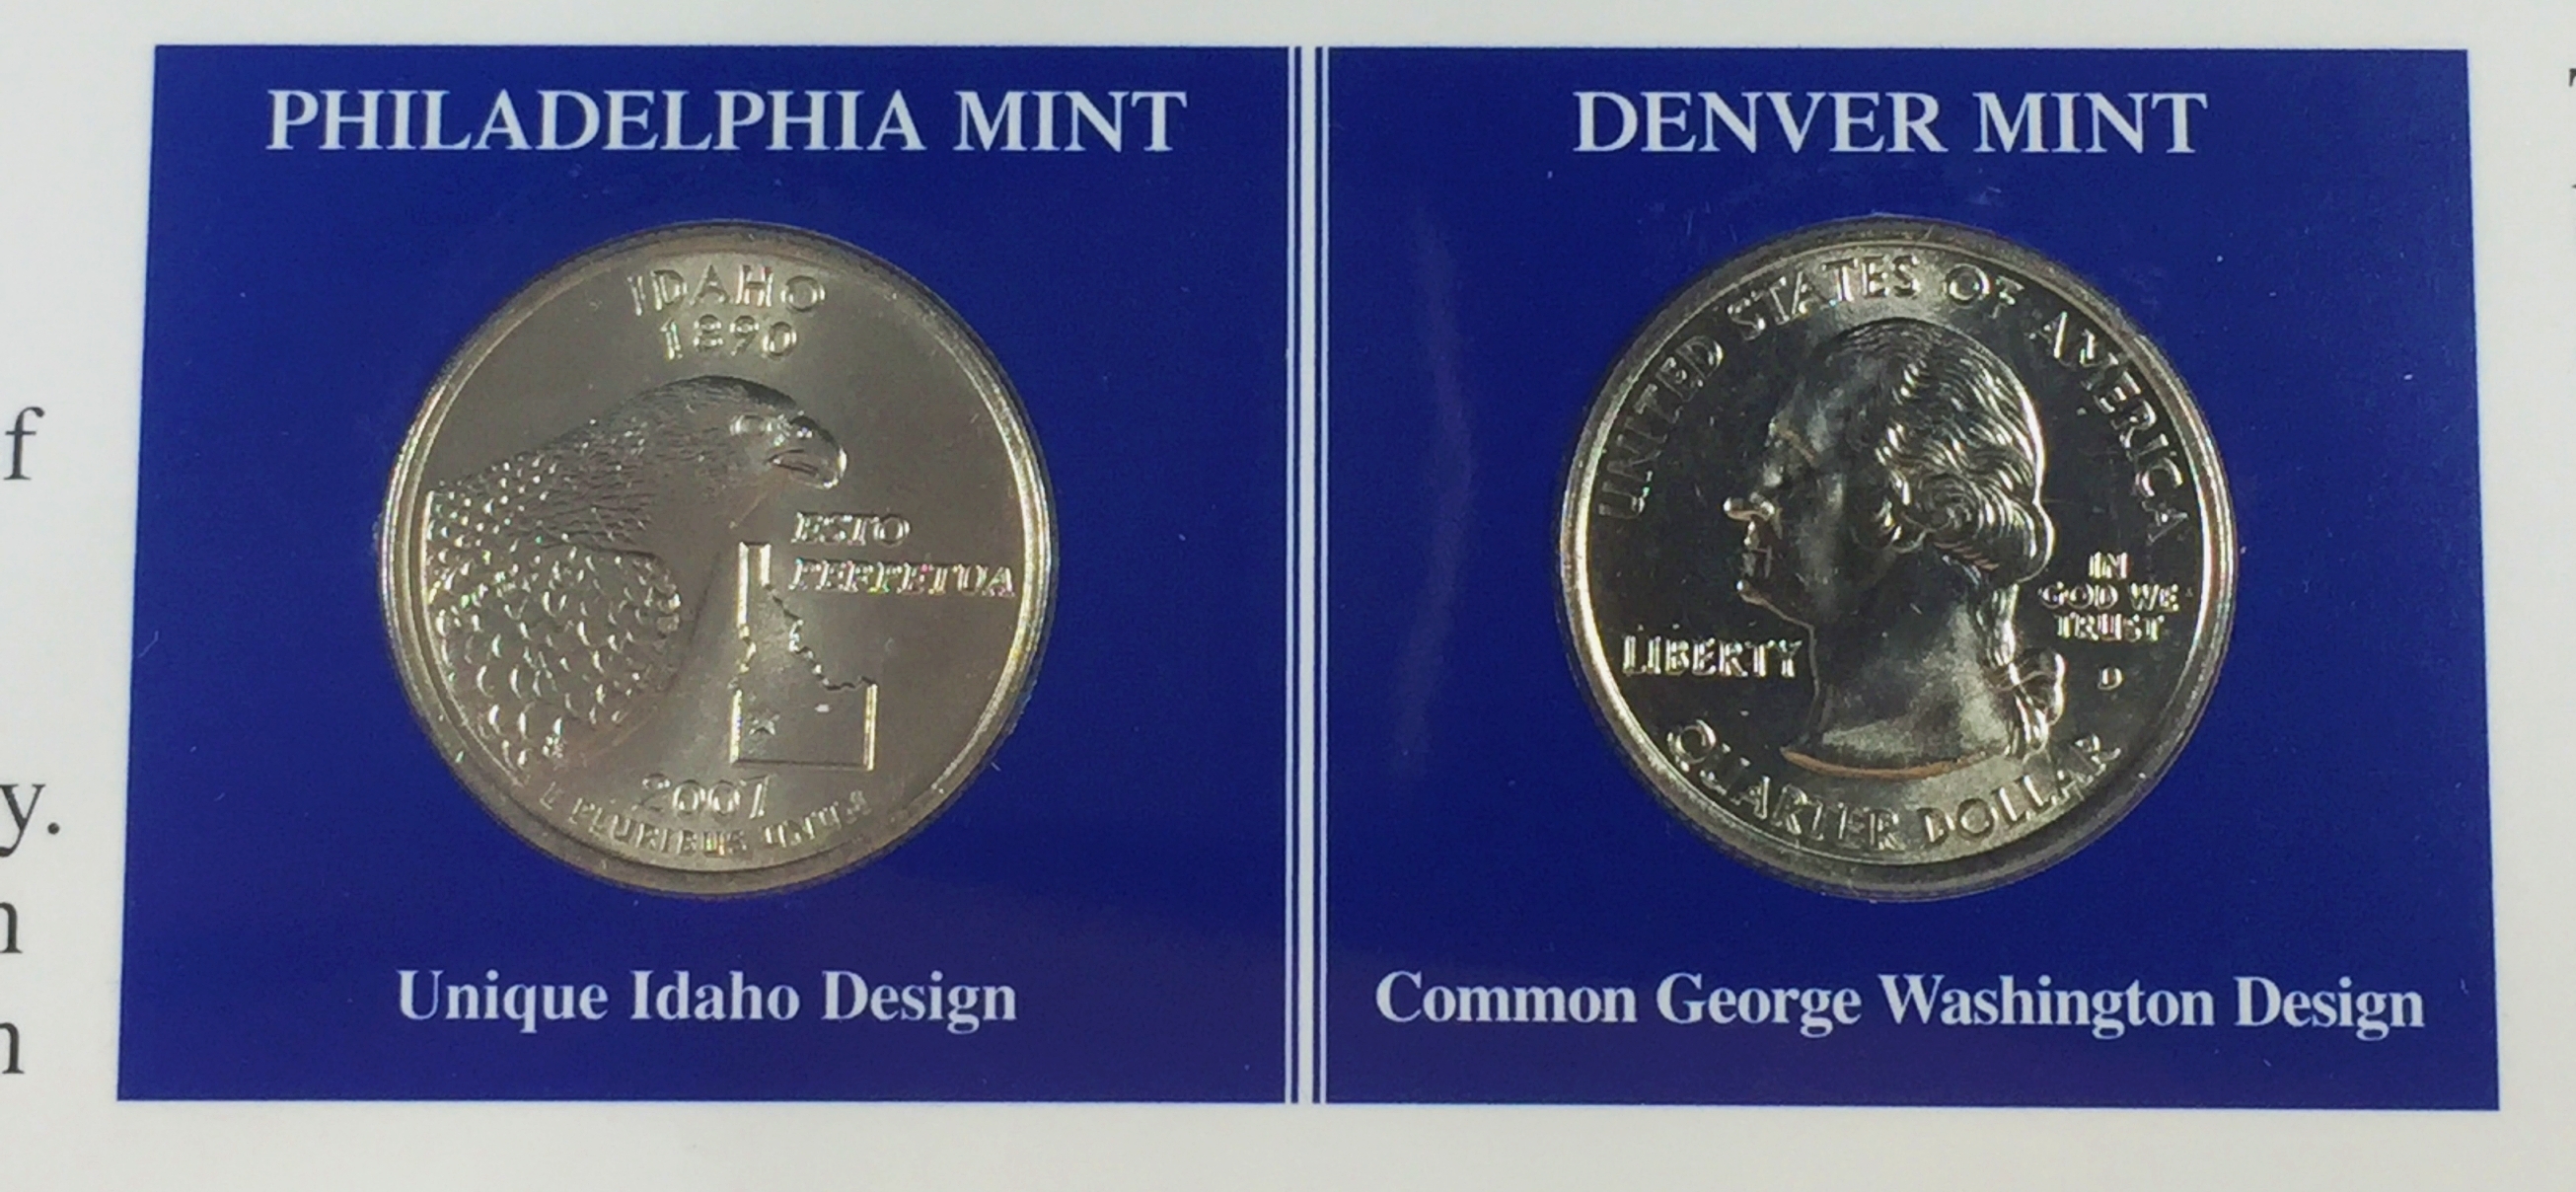 PHILADELPHIA MINT
IDAHO
1890
ESTO
PERPETUA
2007
E PLURIBUS UNUM
Unique Idaho Design
DENVER MINT
UNITED STATES OF AMERICA
IN
GOD WE
TRUST
LIBERTY
D
QUARTER DOLLAR
Common George Washington Design
f
y.